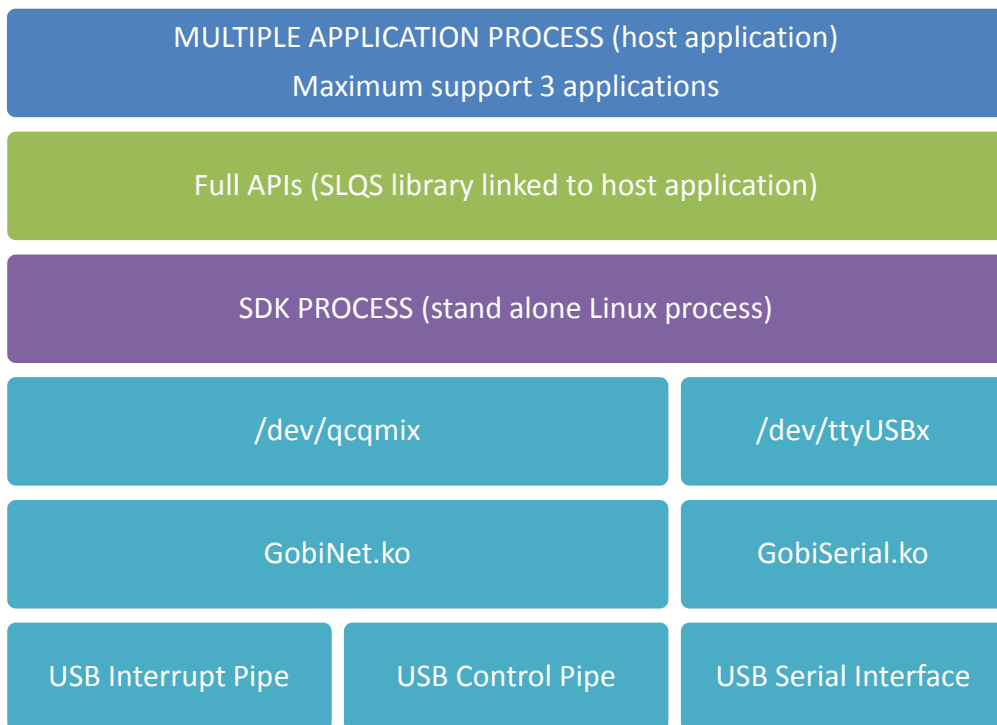 MULTIPLE APPLICATION PROCESS (host application)
Maximum support 3 applications
Full APIs (SLQS library linked to host application)
SDK PROCESS (stand alone Linux process)
/dev/qcqmix
/dev/ttyUSBx
GobiNet.ko
GobiSerial.ko
USB Interrupt Pipe
USB Control Pipe
USB Serial Interface